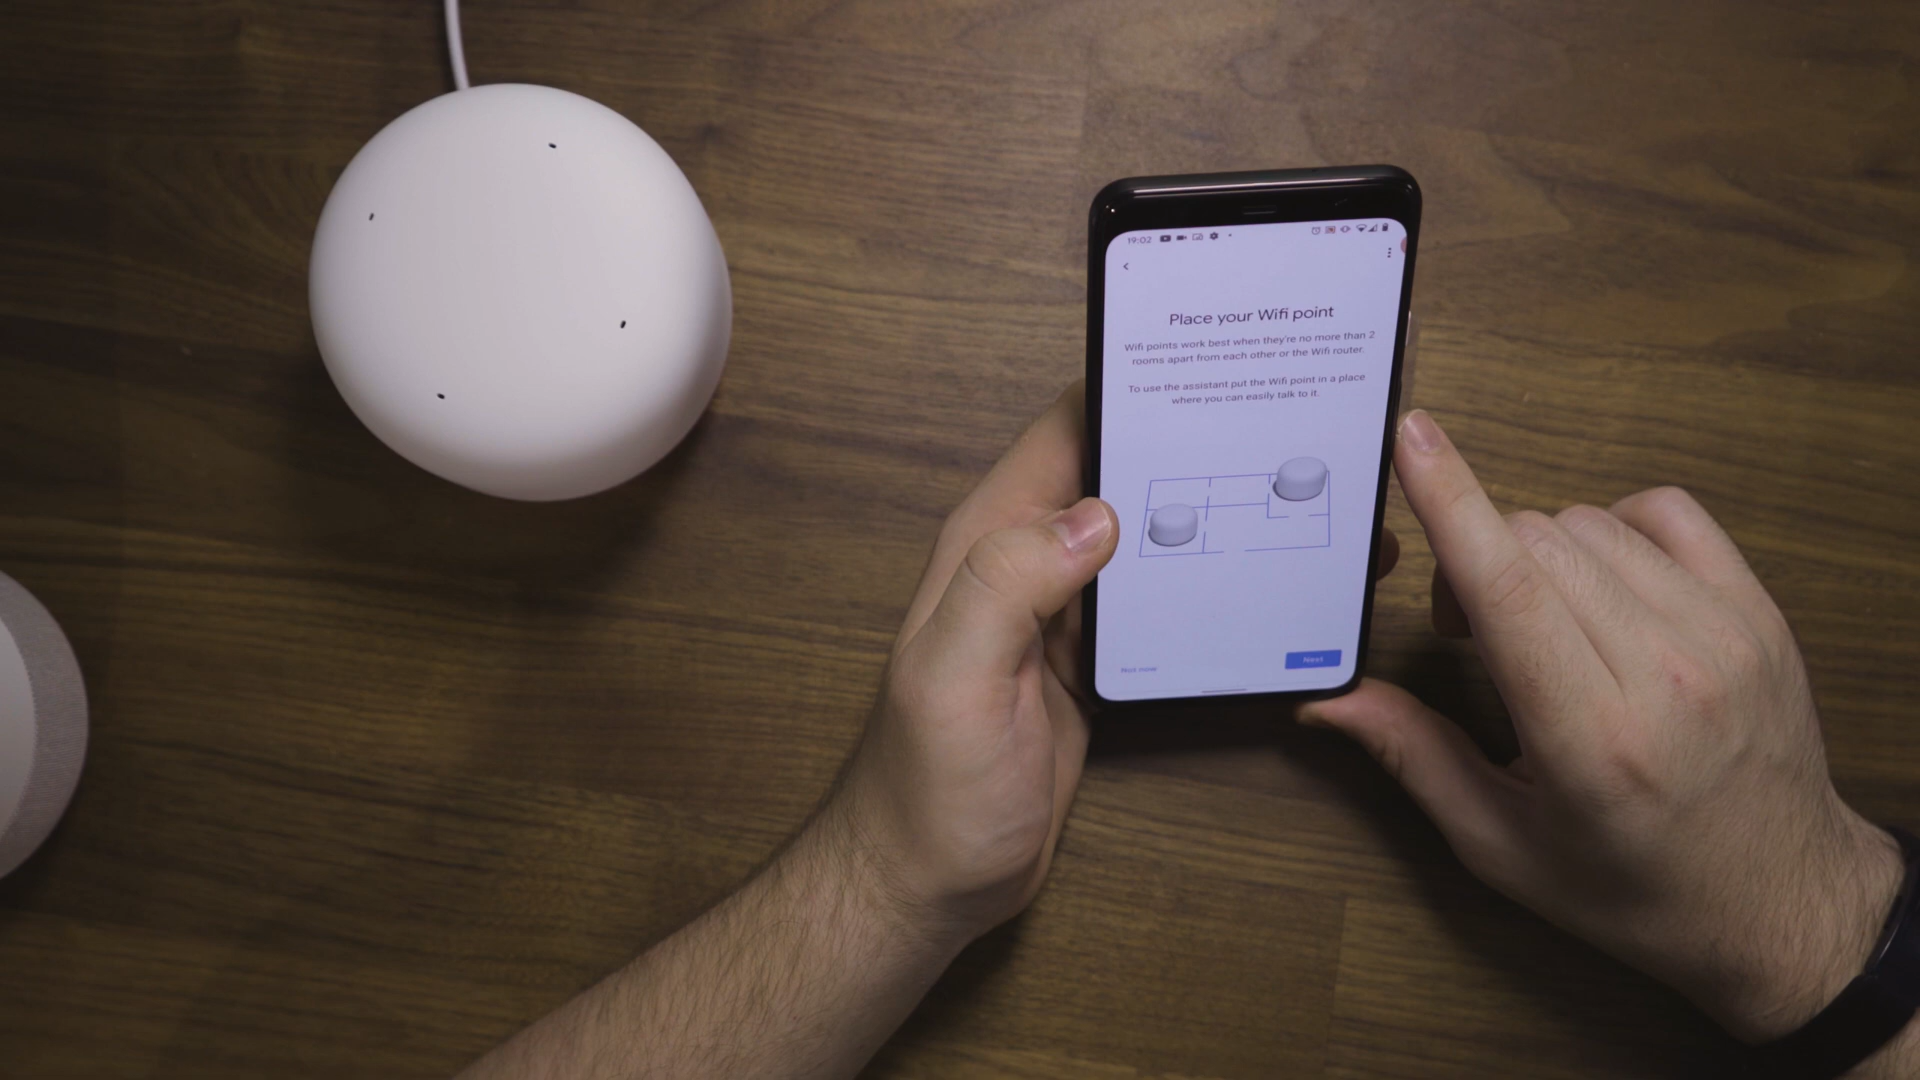 19:02
Place your Wifi point
Wifi points work best when they're no more than 2
rooms apart from each other or the Wifi router.
To use the assistant put the Wifi point in a place
where you can easily talk to it.
Not now
Next